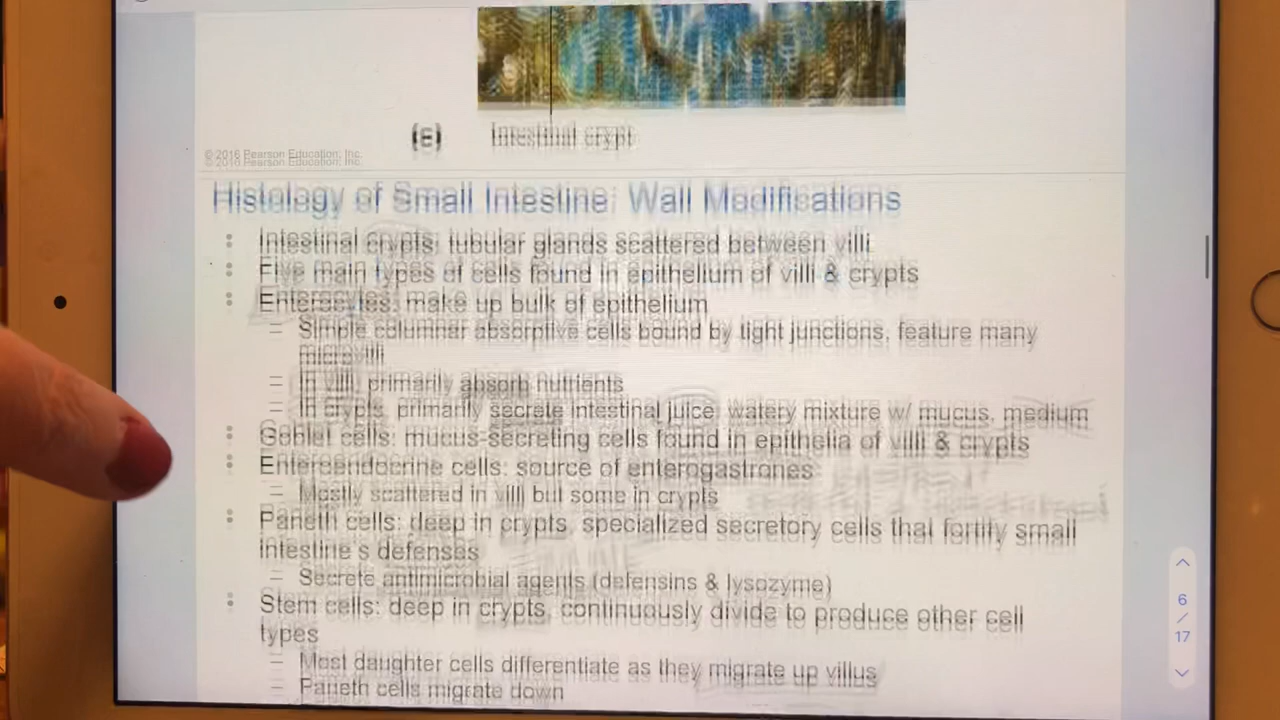 (c) Intestinal crypt
© 2016 Pearson Education, Inc.
Histology of Small Intestine: Wall Modifications
• Intestinal crypts: tubular glands scattered between villi
• Five main types of cells found in epithelium of villi & crypts
• Enterocytes: make up bulk of epithelium
– Simple columnar absorptive cells bound by tight junctions, feature many
microvilli
– In villi, primarily absorb nutrients
– In crypts, primarily secrete intestinal juice, watery mixture w/ mucus, medium
• Goblet cells: mucus-secreting cells found in epithelia of villi & crypts
• Enteroendocrine cells: source of enterogastrones
– Mostly scattered in villi but some in crypts
• Paneth cells: deep in crypts, specialized secretory cells that fortify small
intestine's defenses
– Secrete antimicrobial agents (defensins & lysozyme)
• Stem cells: deep in crypts, continuously divide to produce other cell
types
– Most daughter cells differentiate as they migrate up villus
– Paneth cells migrate down
6
/
17